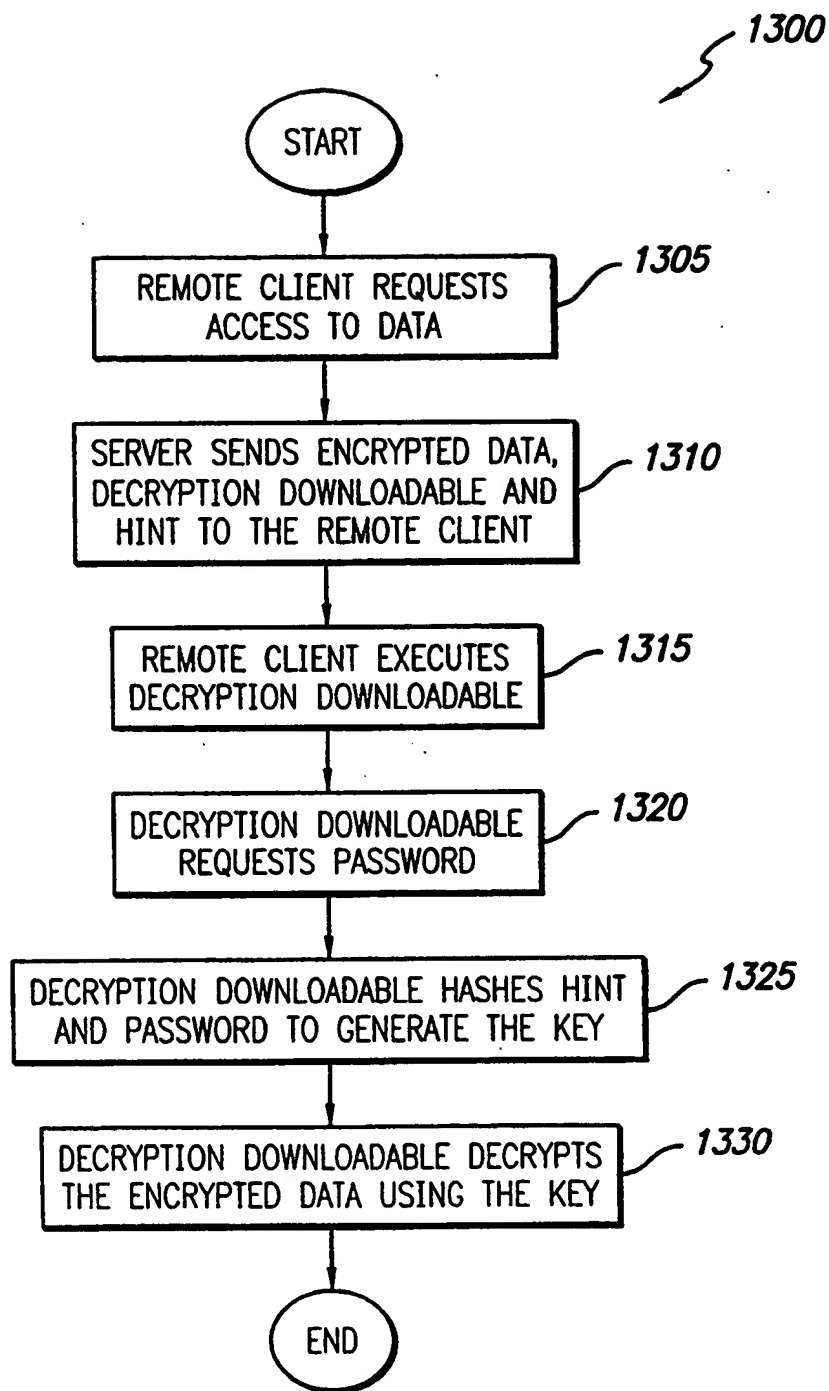 1300
START
REMOTE CLIENT REQUESTS
ACCESS TO DATA
1305
SERVER SENDS ENCRYPTED DATA,
DECRYPTION DOWNLOADABLE AND
HINT TO THE REMOTE CLIENT
1310
REMOTE CLIENT EXECUTES
DECRYPTION DOWNLOADABLE
1315
DECRYPTION DOWNLOADABLE
REQUESTS PASSWORD
1320
DECRYPTION DOWNLOADABLE HASHES HINT
AND PASSWORD TO GENERATE THE KEY
1325
DECRYPTION DOWNLOADABLE DECRYPTS
THE ENCRYPTED DATA USING THE KEY
1330
END